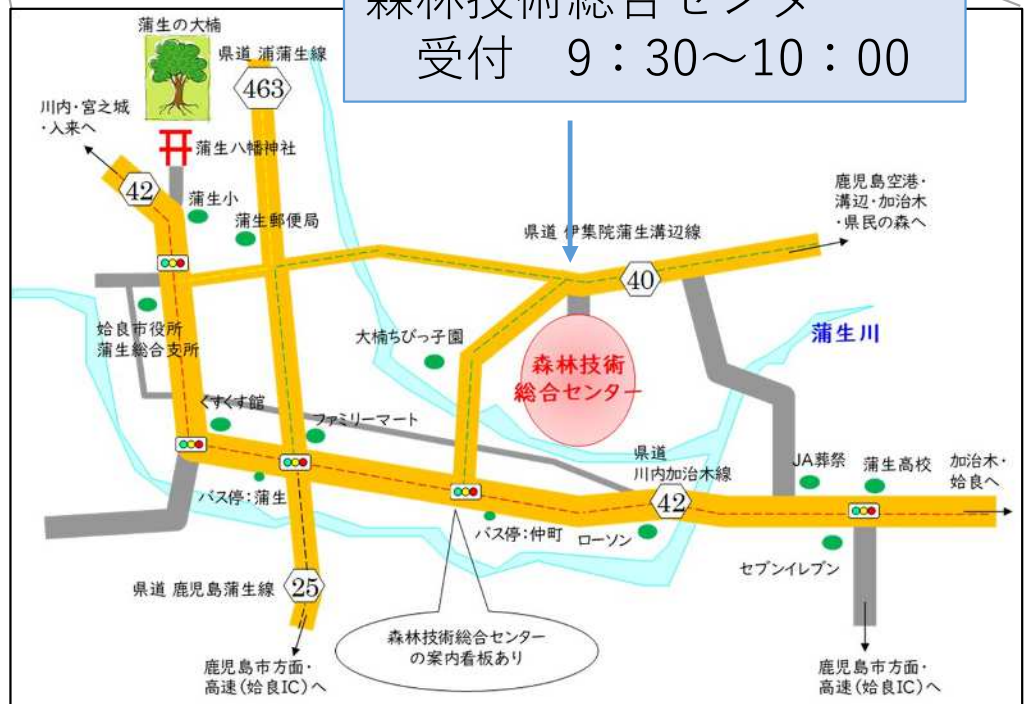 森林技術総合センター
受付　9：30～10：00
蒲生の大楠
県道 浦蒲生線
463
川内・宮之城
・入来へ
蒲生八幡神社
42
蒲生小
蒲生郵便局
鹿児島空港・
溝辺・加治木
・県民の森へ
県道 伊集院蒲生溝辺線
40
姶良市役所
蒲生総合支所
大楠ちびっ子園
森林技術
総合センター
蒲生川
くすくす館
ファミリーマート
県道
川内加治木線
42
JA葬祭
蒲生高校
加治木・
姶良へ
バス停：蒲生
バス停：仲町
ローソン
セブンイレブン
県道 鹿児島蒲生線
25
森林技術総合センター
の案内看板あり
鹿児島市方面・
高速（姶良IC）へ
鹿児島市方面・
高速（姶良IC）へ